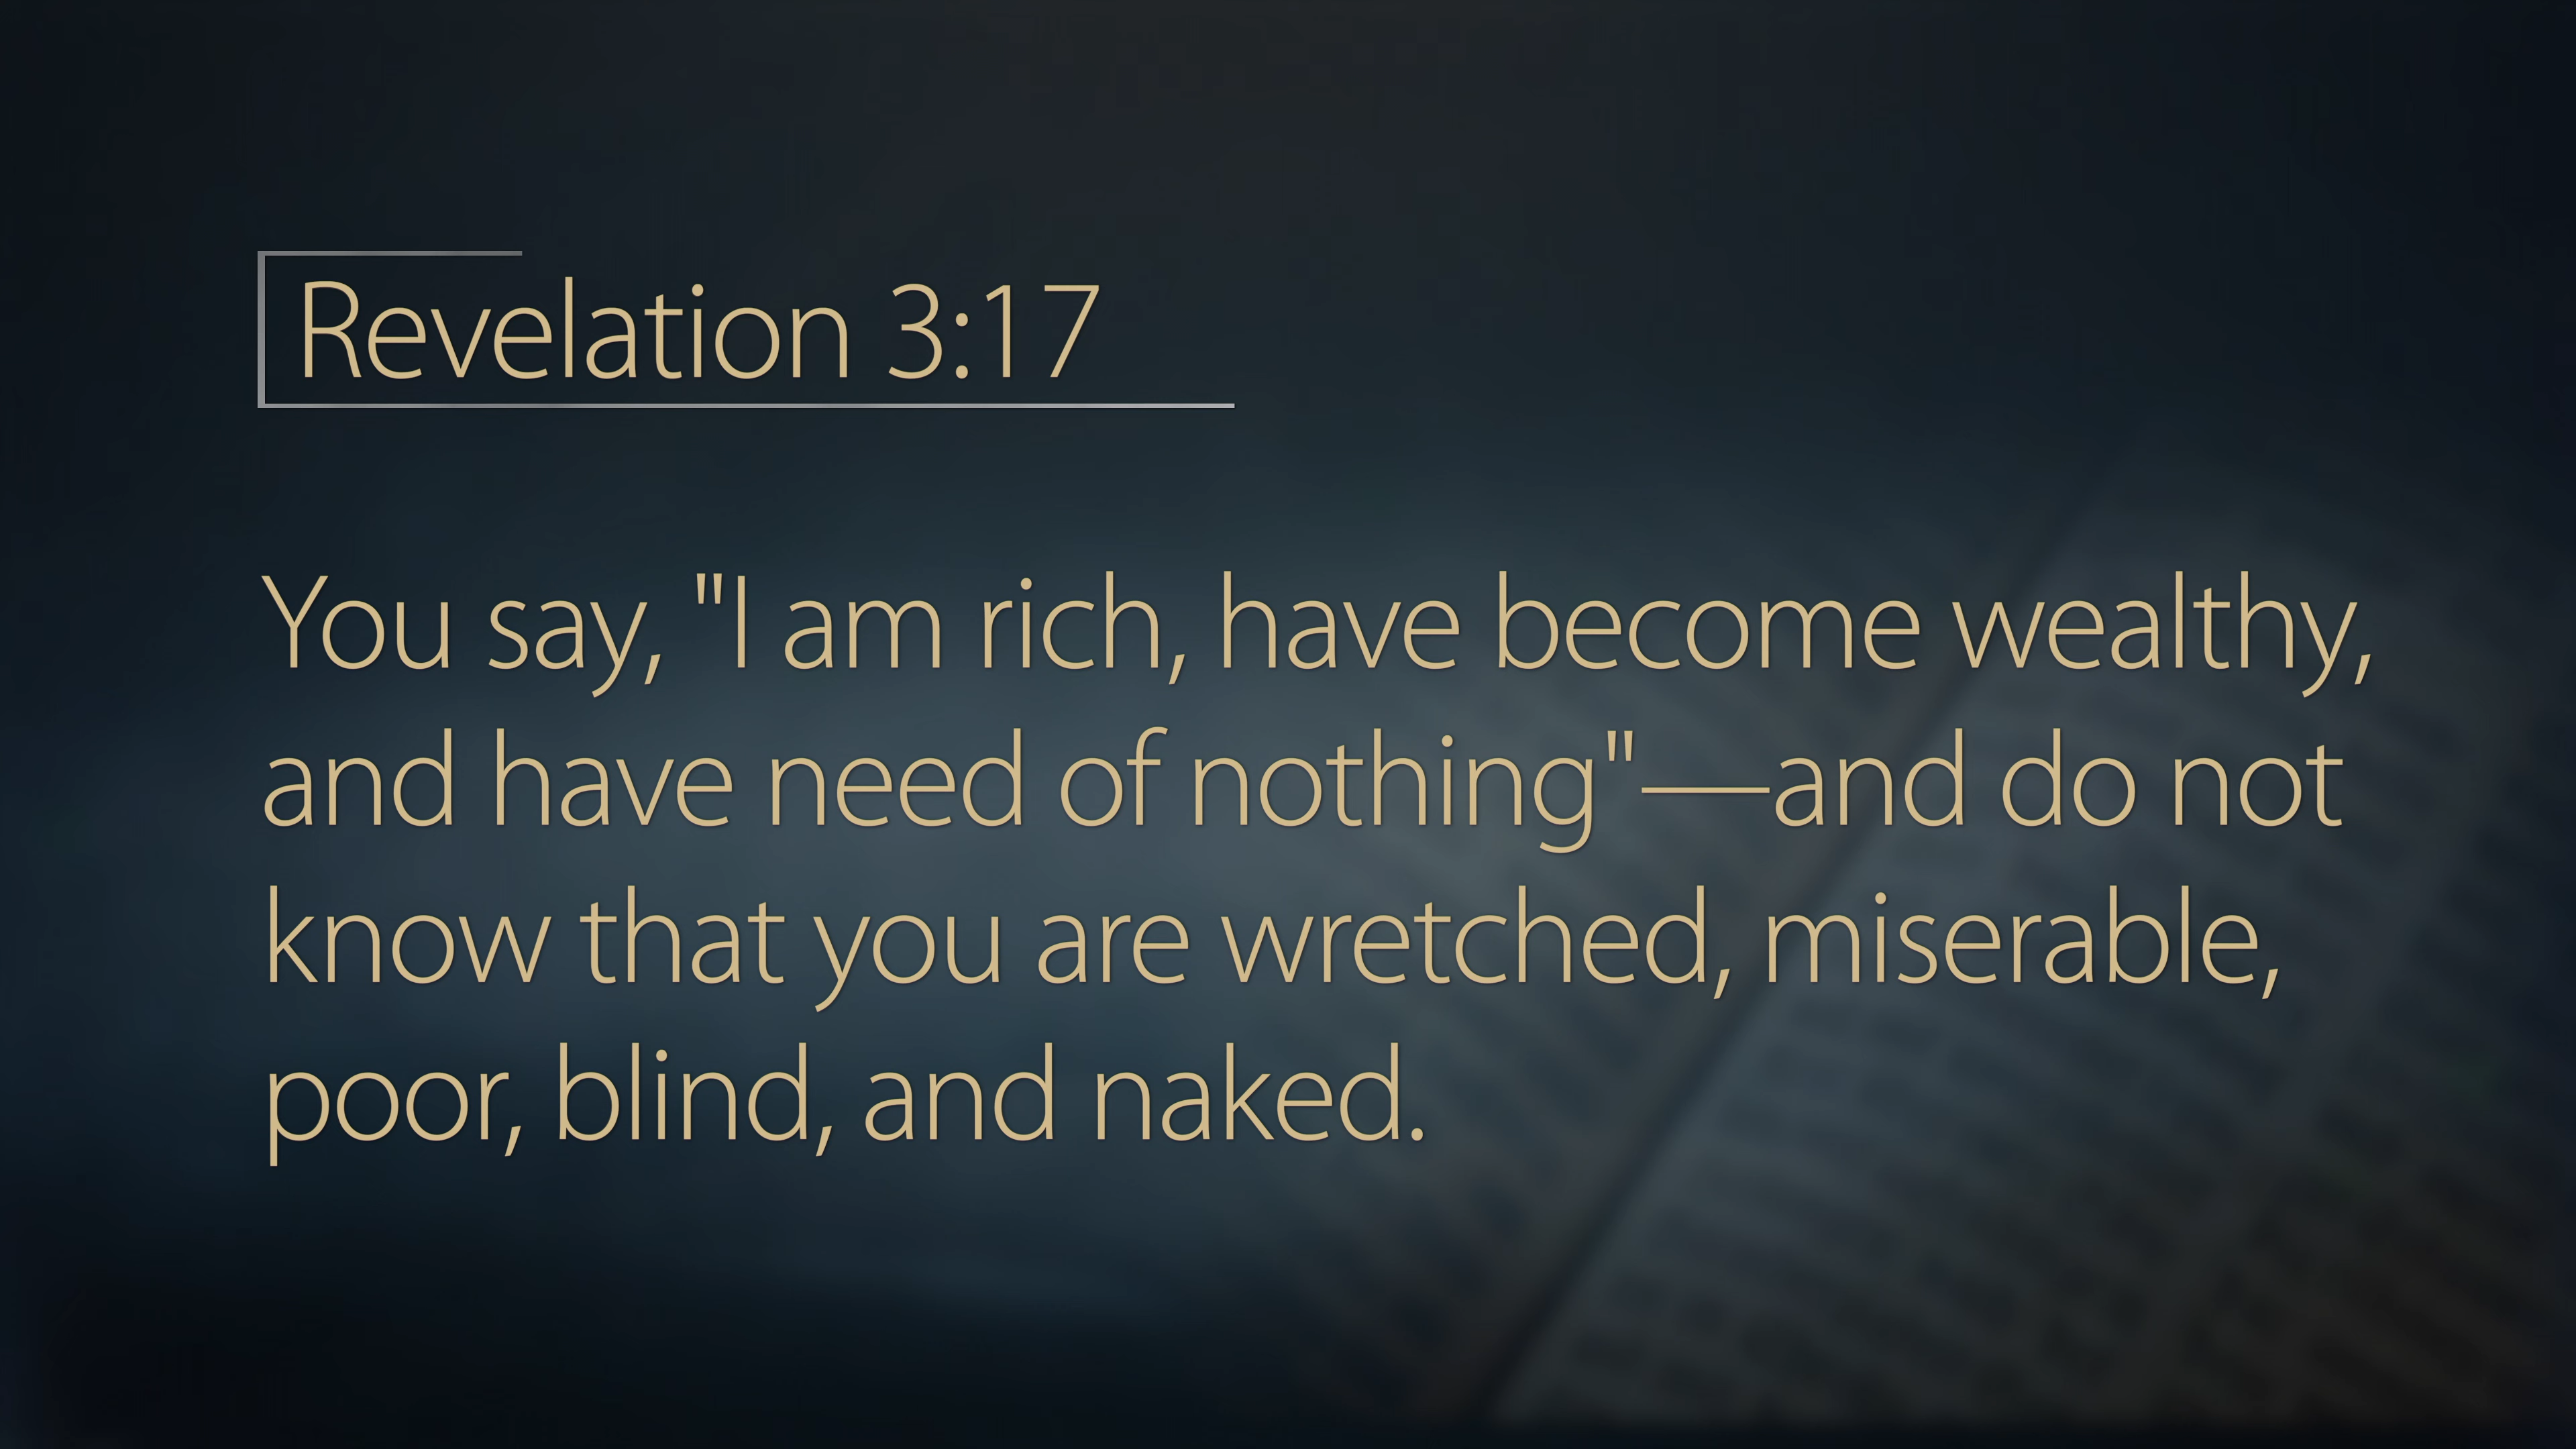 Revelation 3:17
You say, "I am rich, have become wealthy,
and have need of nothing"—and do not
know that you are wretched, miserable,
poor, blind, and naked.